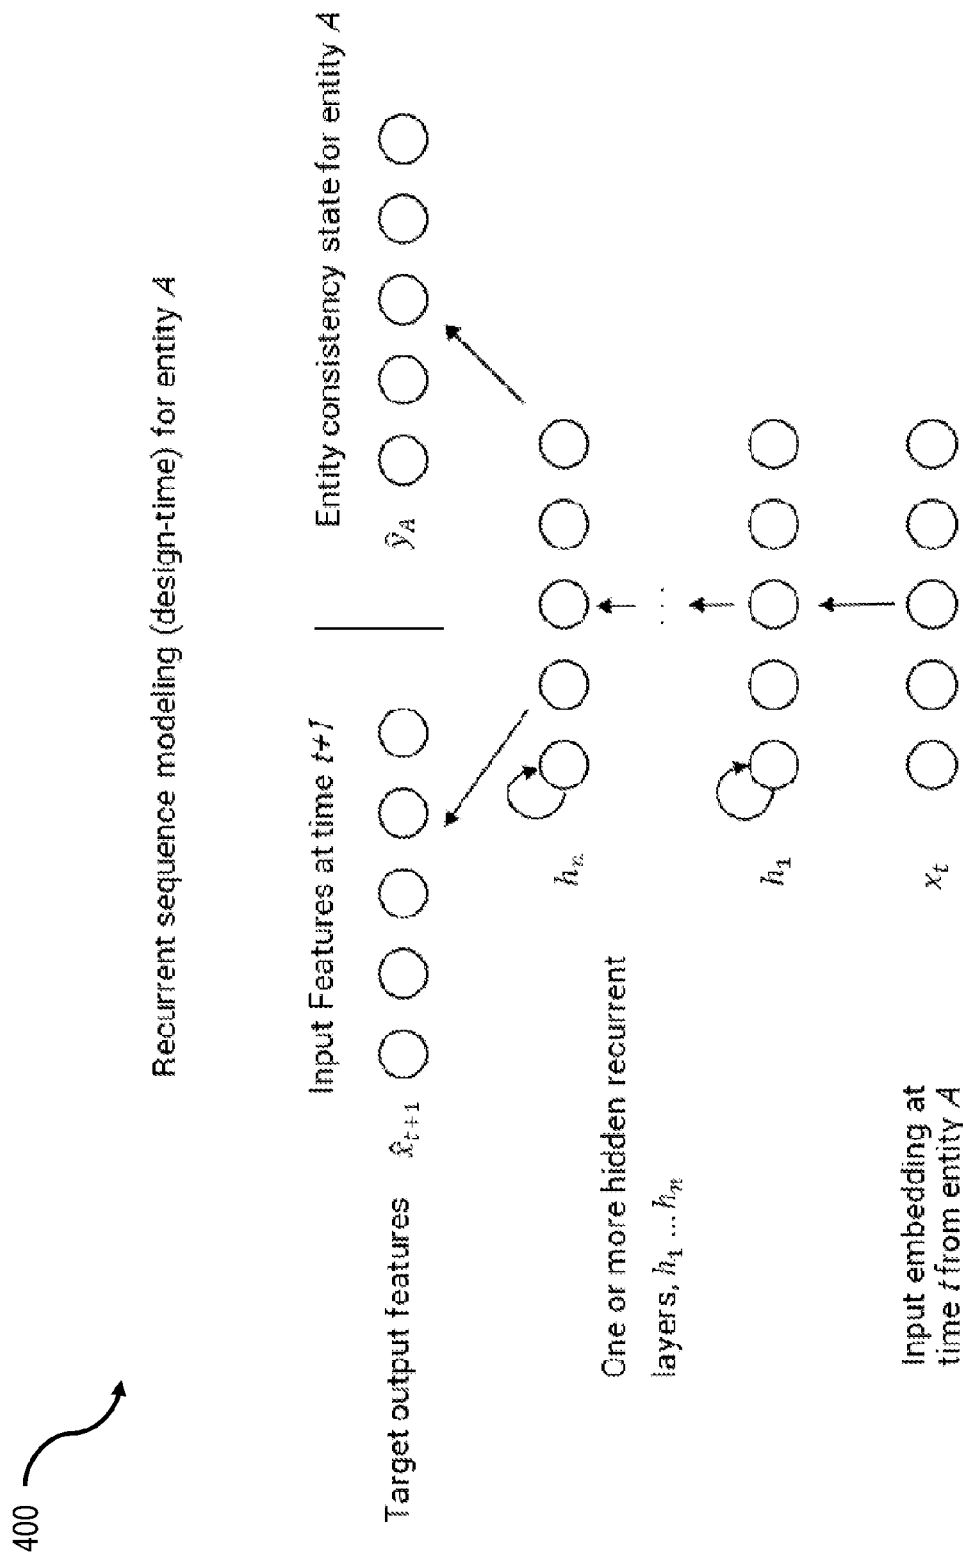 400
Recurrent sequence modeling (design-time) for entity A
Input Features at time t+1
Entity consistency state for entity A
Target output features
x̂ₜ₊₁
ŷ_A
One or more hidden recurrent
layers, h₁ ... hₙ
hₙ
...
h₁
Input embedding at
time t from entity A
xₜ